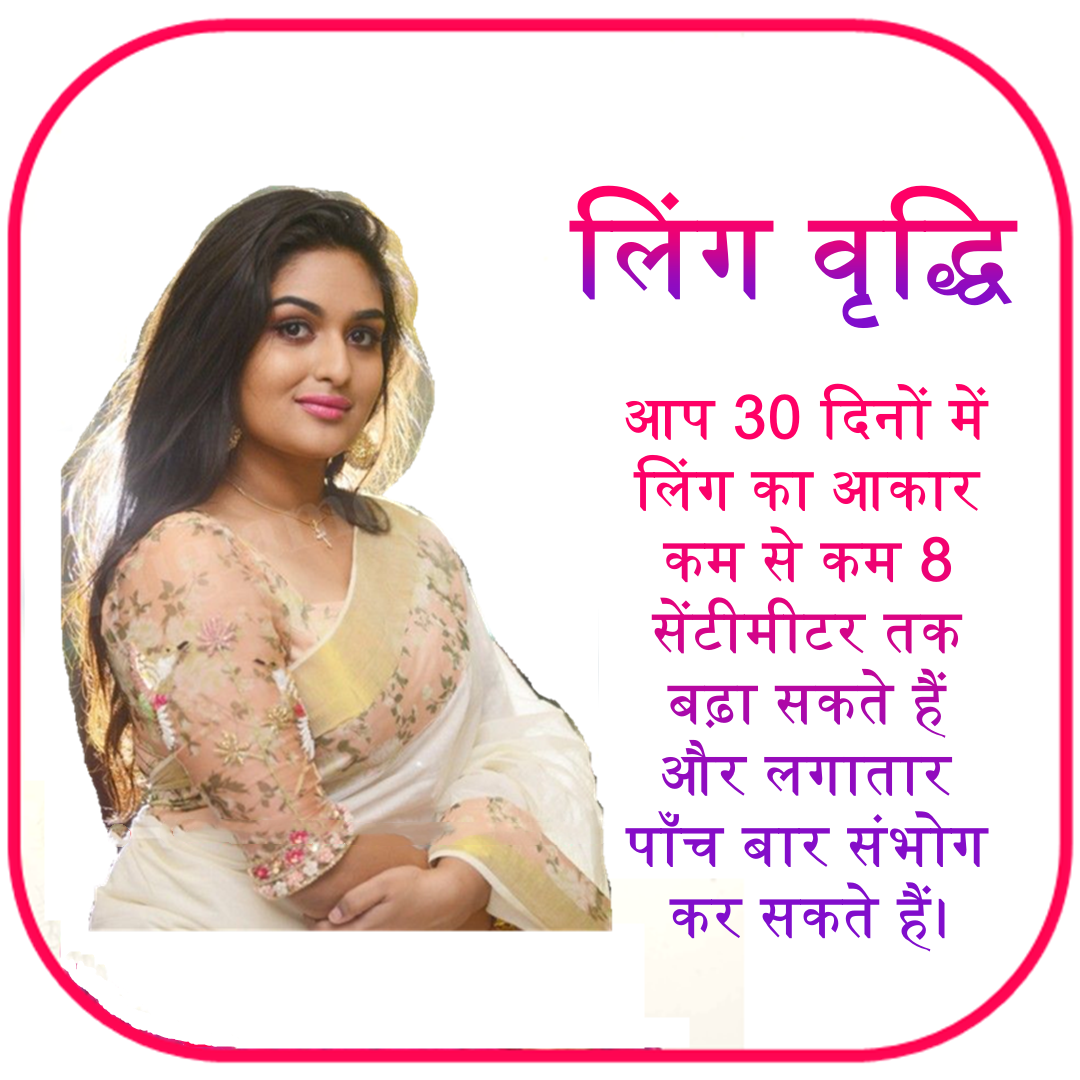 लिंग वृद्धि
आप 30 दिनों में
लिंग का आकार
कम से कम 8
सेंटीमीटर तक
बढ़ा सकते हैं
और लगातार
पाँच बार संभोग
कर सकते हैं।